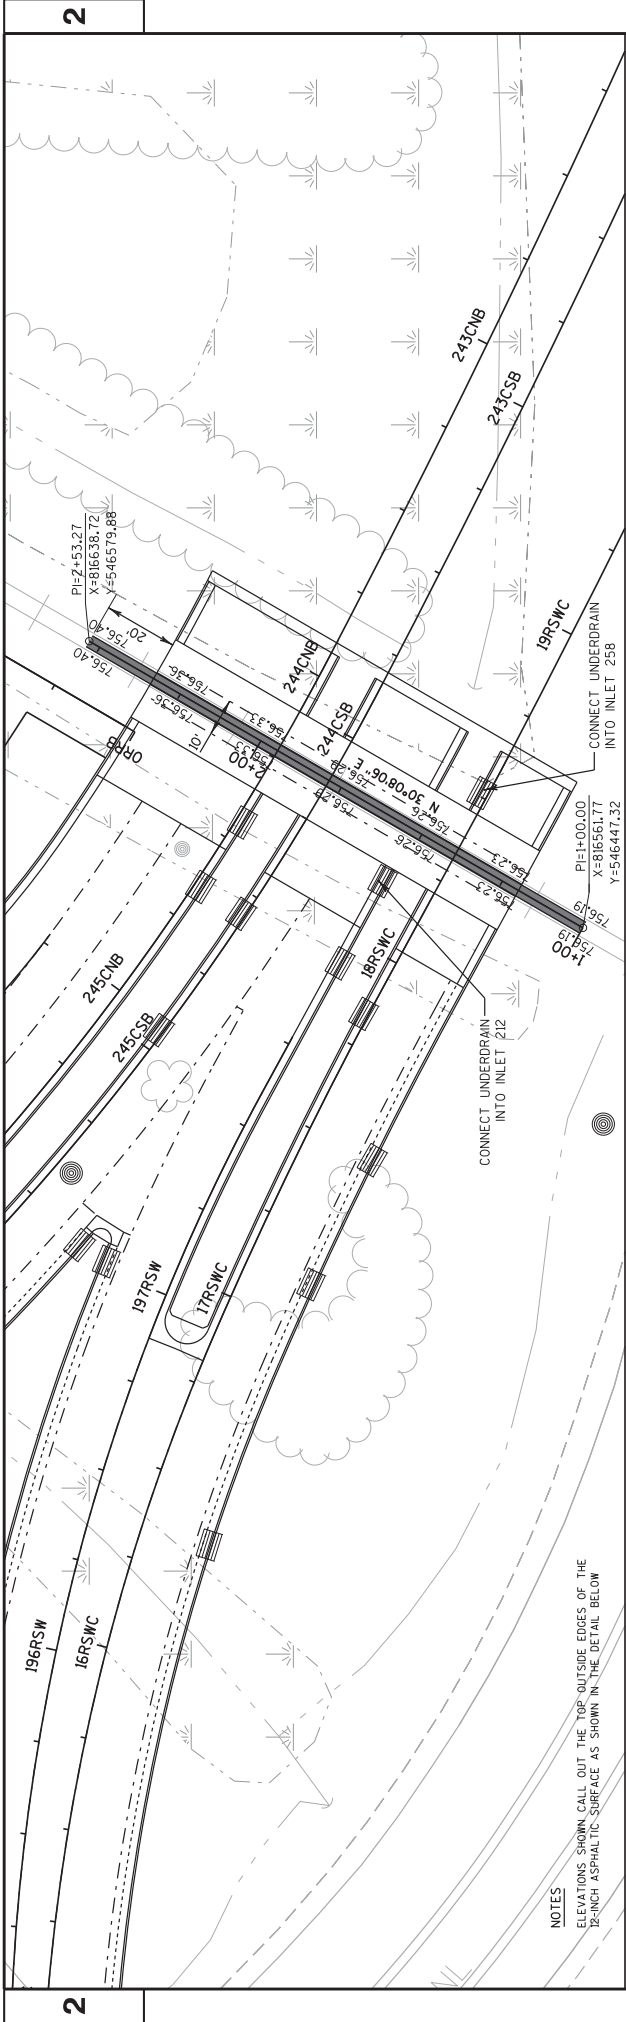 2
PI=2+53.27
X=816638.72
Y=546579.88
756.40
756.40
20'
756.36
756.36
10'
756.33
756.33
2+00
ORRB
244CNB
244CSB
243CNB
243CSB
19RSWC
756.29
756.29
N 30°08'06" E
756.26
756.26
756.23
756.23
756.19
756.19
1+00
PI=1+00.00
X=816561.77
Y=546447.32
CONNECT UNDERDRAIN
INTO INLET 258
CONNECT UNDERDRAIN
INTO INLET 212
245CNB
245CSB
18RSWC
197RSW
17RSWC
196RSW
16RSWC
NOTES
ELEVATIONS SHOWN CALL OUT THE TOP OUTSIDE EDGES OF THE
12-INCH ASPHALTIC SURFACE AS SHOWN IN THE DETAIL BELOW
2